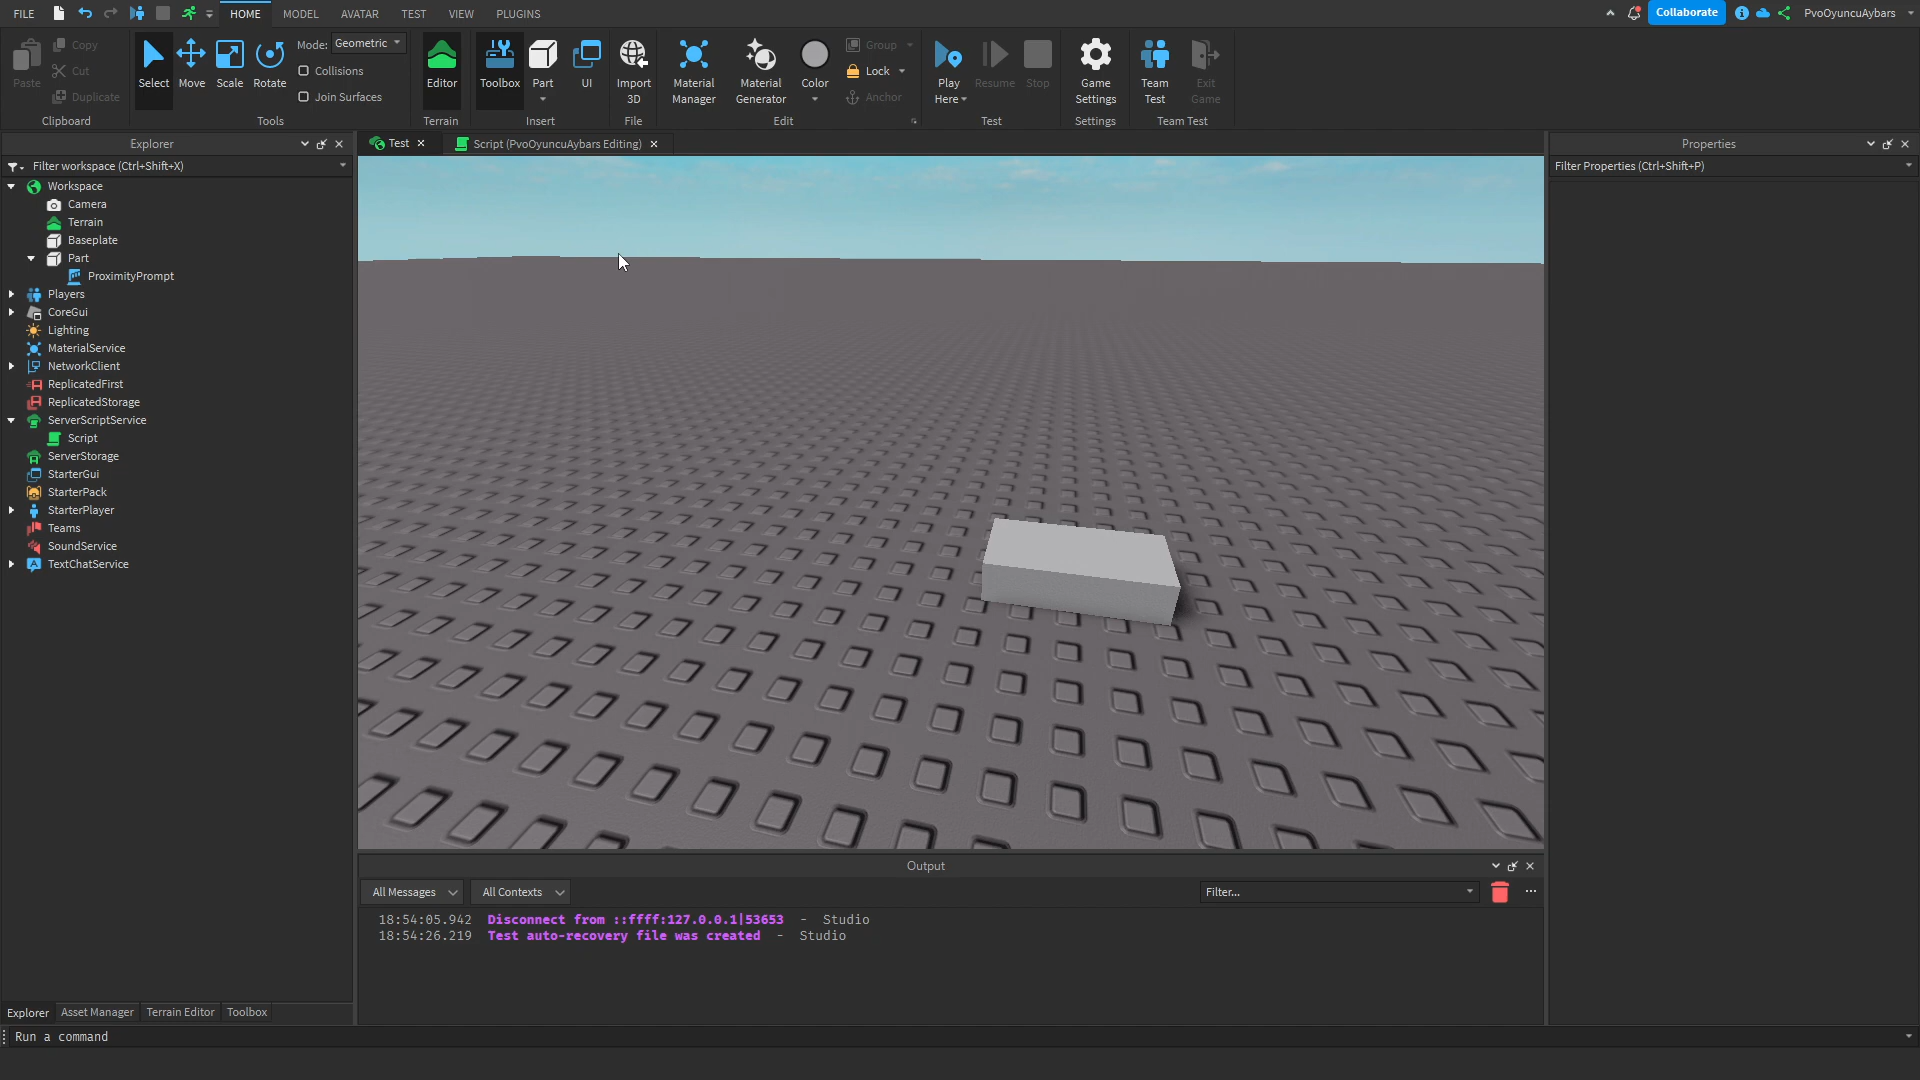 FILE HOME MODEL AVATAR TEST VIEW PLUGINS Collaborate PvoOyuncuAybars
Paste Copy Cut Duplicate
Clipboard
Select Move Scale Rotate
Mode: Geometric
Collisions
Join Surfaces
Tools
Editor
Terrain
Toolbox Part UI
Insert
Import 3D
File
Material Manager
Material Generator
Color
Group
Lock
Anchor
Edit
Play Here
Resume
Stop
Test
Game Settings
Settings
Team Test
Exit Game
Team Test
Explorer
Filter workspace (Ctrl+Shift+X)
Workspace
Camera
Terrain
Baseplate
Part
ProximityPrompt
Players
CoreGui
Lighting
MaterialService
NetworkClient
ReplicatedFirst
ReplicatedStorage
ServerScriptService
Script
ServerStorage
StarterGui
StarterPack
StarterPlayer
Teams
SoundService
TextChatService
Explorer Asset Manager Terrain Editor Toolbox
Test
Script (PvoOyuncuAybars Editing)
Properties
Filter Properties (Ctrl+Shift+P)
Output
All Messages All Contexts Filter...
18:54:05.942 Disconnect from ::ffff:127.0.0.1|53653 - Studio
18:54:26.219 Test auto-recovery file was created - Studio
Run a command